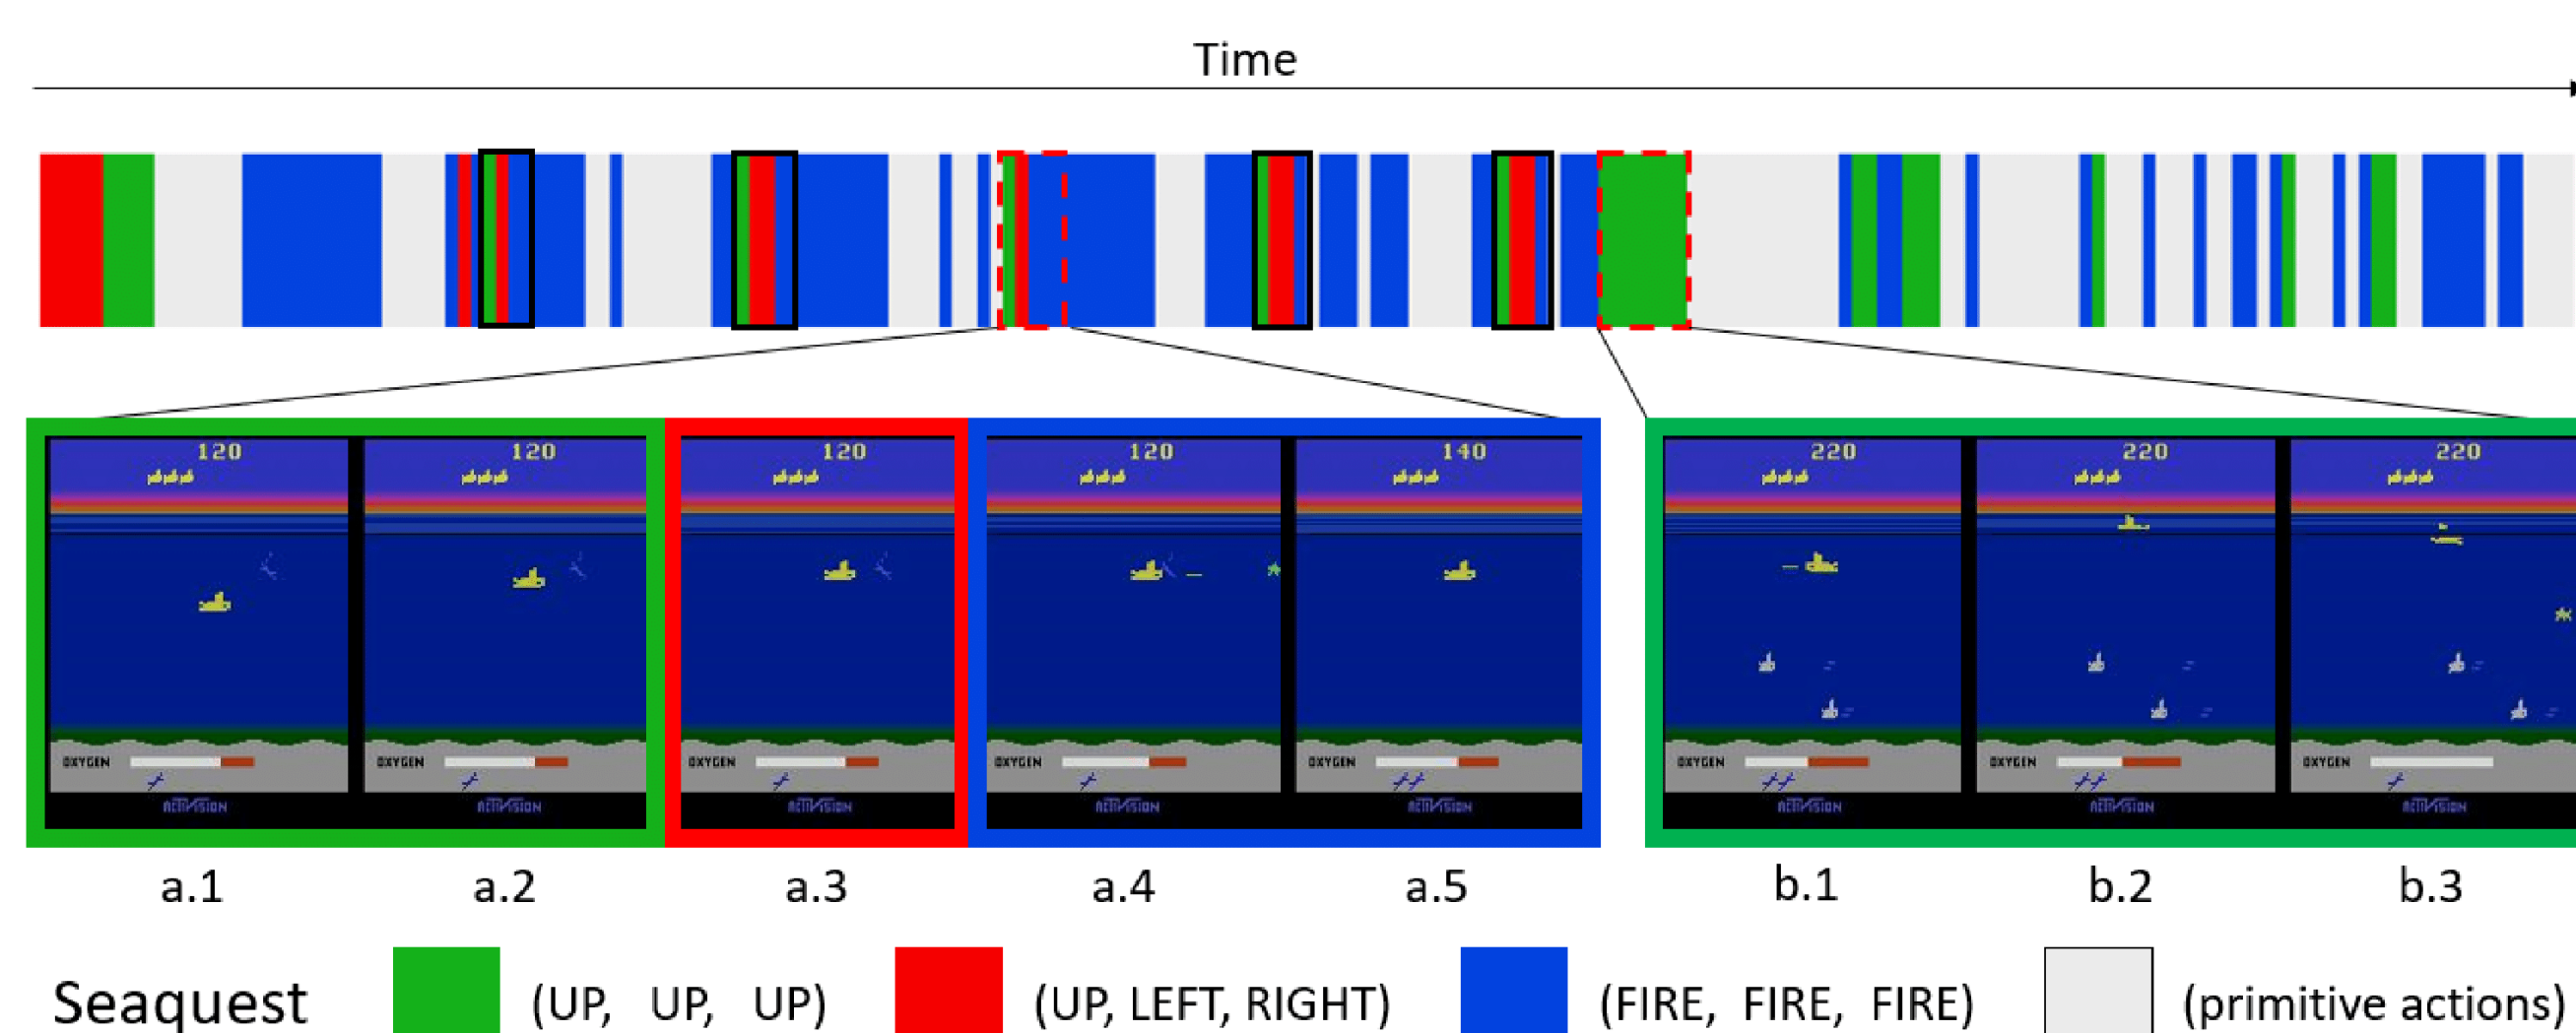 Time
120 120 120 120 140 220 220 220
OXYGEN OXYGEN OXYGEN OXYGEN OXYGEN OXYGEN OXYGEN OXYGEN
ACTIVISION ACTIVISION ACTIVISION ACTIVISION ACTIVISION ACTIVISION ACTIVISION ACTIVISION
a.1 a.2 a.3 a.4 a.5 b.1 b.2 b.3
Seaquest (UP, UP, UP) (UP, LEFT, RIGHT) (FIRE, FIRE, FIRE) (primitive actions)